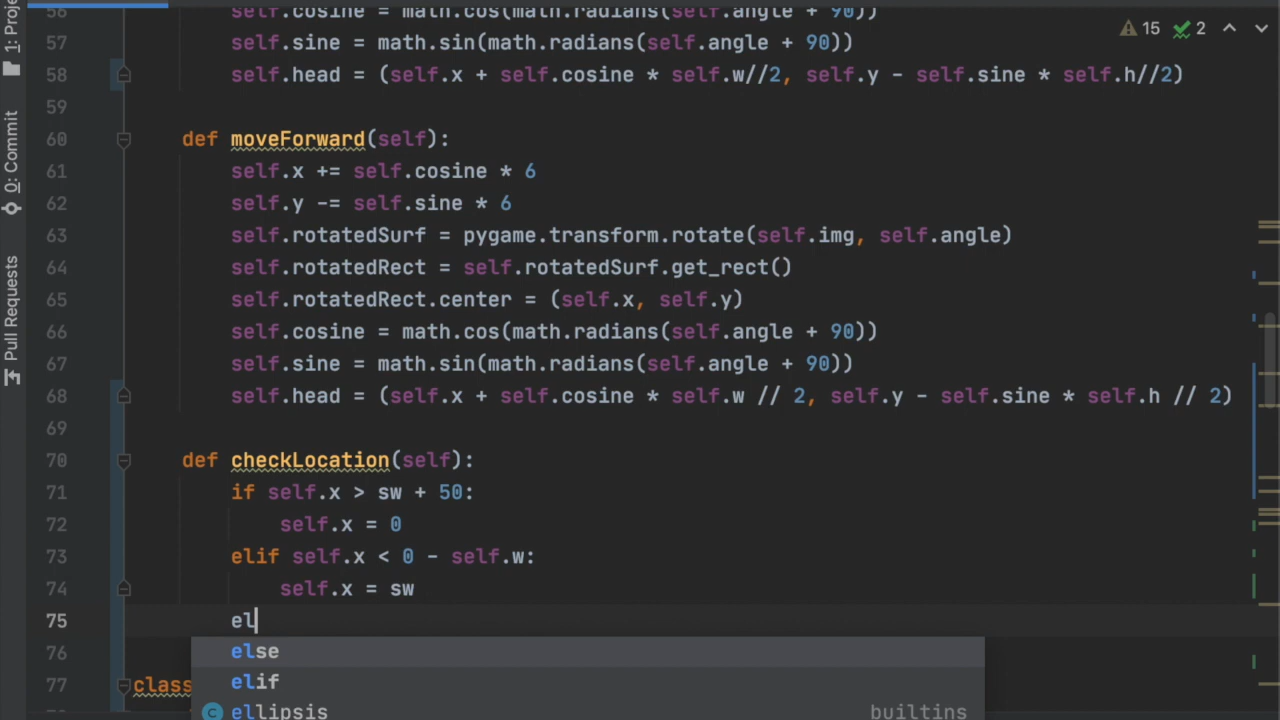 1: Proje
0: Commit
Pull Requests
15 2
56 self.cosine = math.cos(math.radians(self.angle + 90))
57 self.sine = math.sin(math.radians(self.angle + 90))
58 self.head = (self.x + self.cosine * self.w//2, self.y - self.sine * self.h//2)
59
60 def moveForward(self):
61 self.x += self.cosine * 6
62 self.y -= self.sine * 6
63 self.rotatedSurf = pygame.transform.rotate(self.img, self.angle)
64 self.rotatedRect = self.rotatedSurf.get_rect()
65 self.rotatedRect.center = (self.x, self.y)
66 self.cosine = math.cos(math.radians(self.angle + 90))
67 self.sine = math.sin(math.radians(self.angle + 90))
68 self.head = (self.x + self.cosine * self.w // 2, self.y - self.sine * self.h // 2)
69
70 def checkLocation(self):
71 if self.x > sw + 50:
72 self.x = 0
73 elif self.x < 0 - self.w:
74 self.x = sw
75 el
76 else
elif
77 class
ellipsis builtins